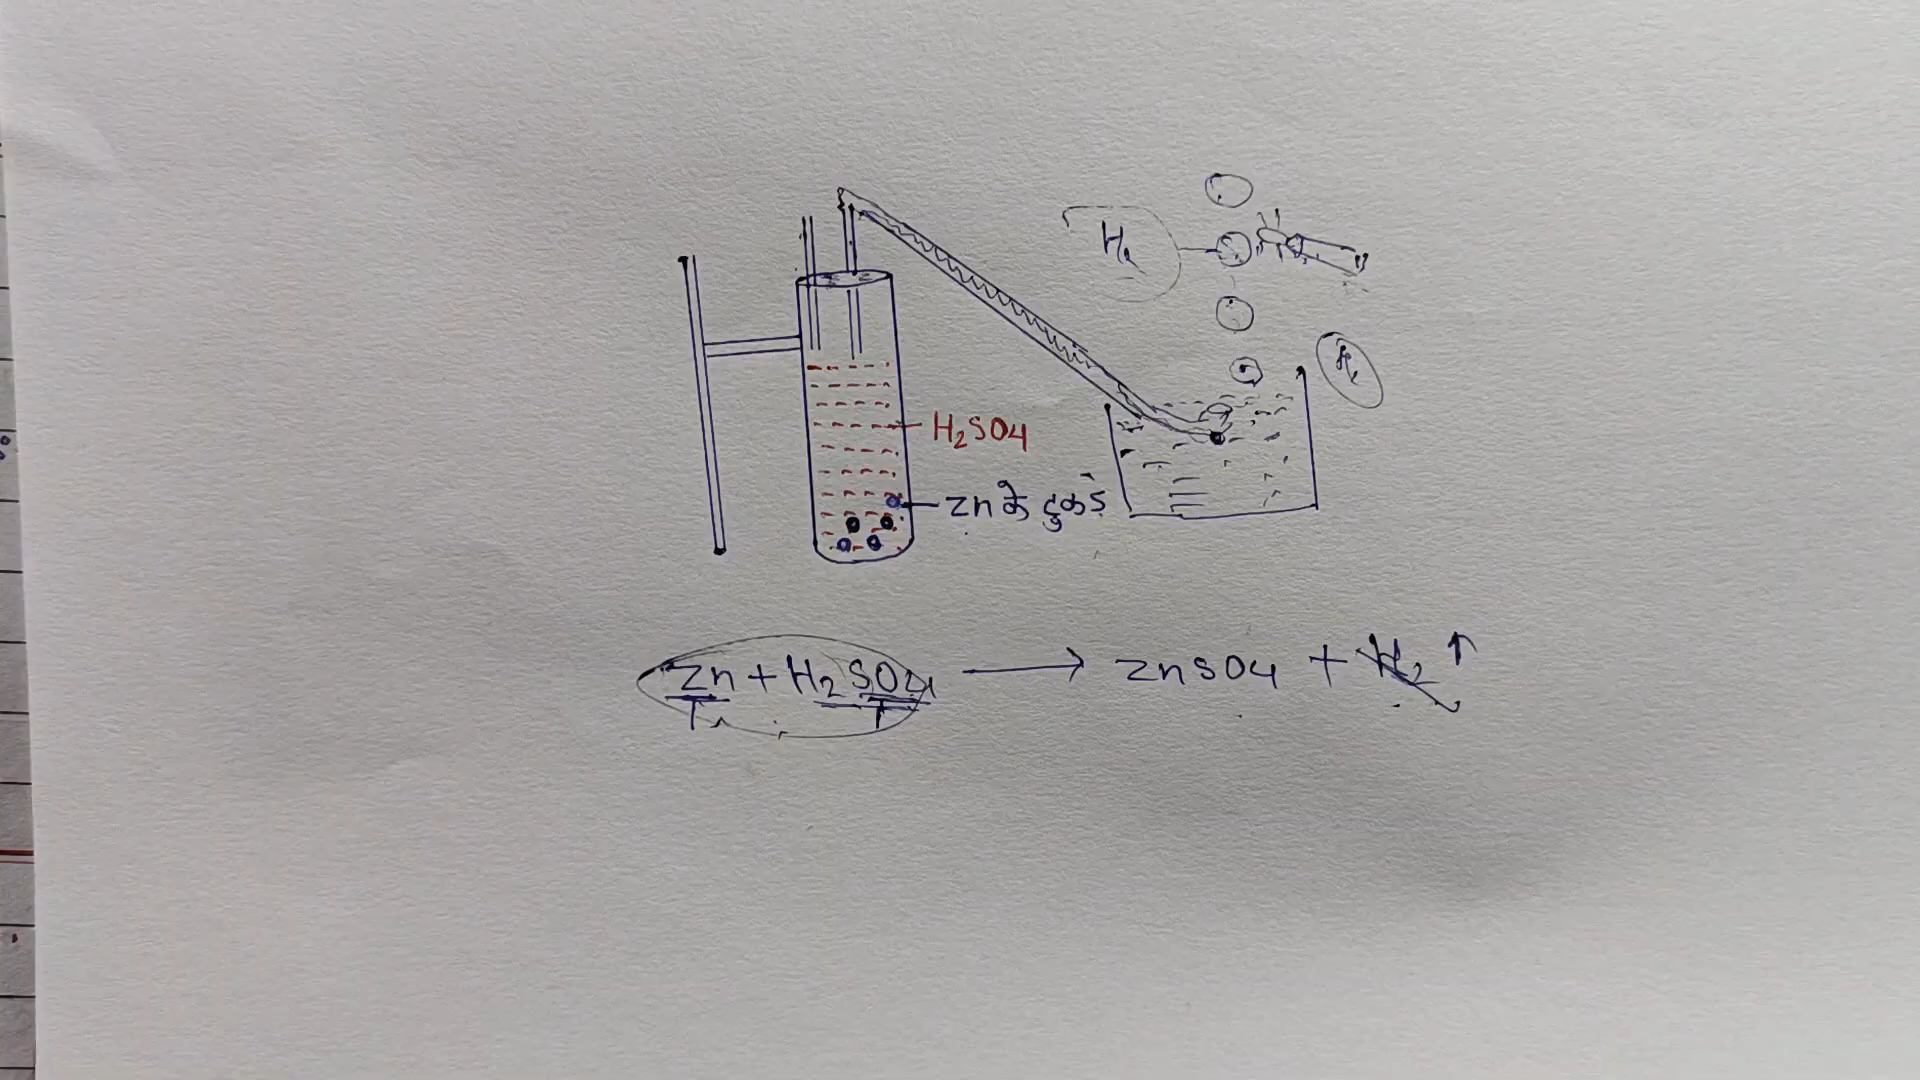 H₂
H₂
H₂SO4
Zn के टुकड़े
Zn + H₂SO4 → ZnSO4 + H₂ ↑